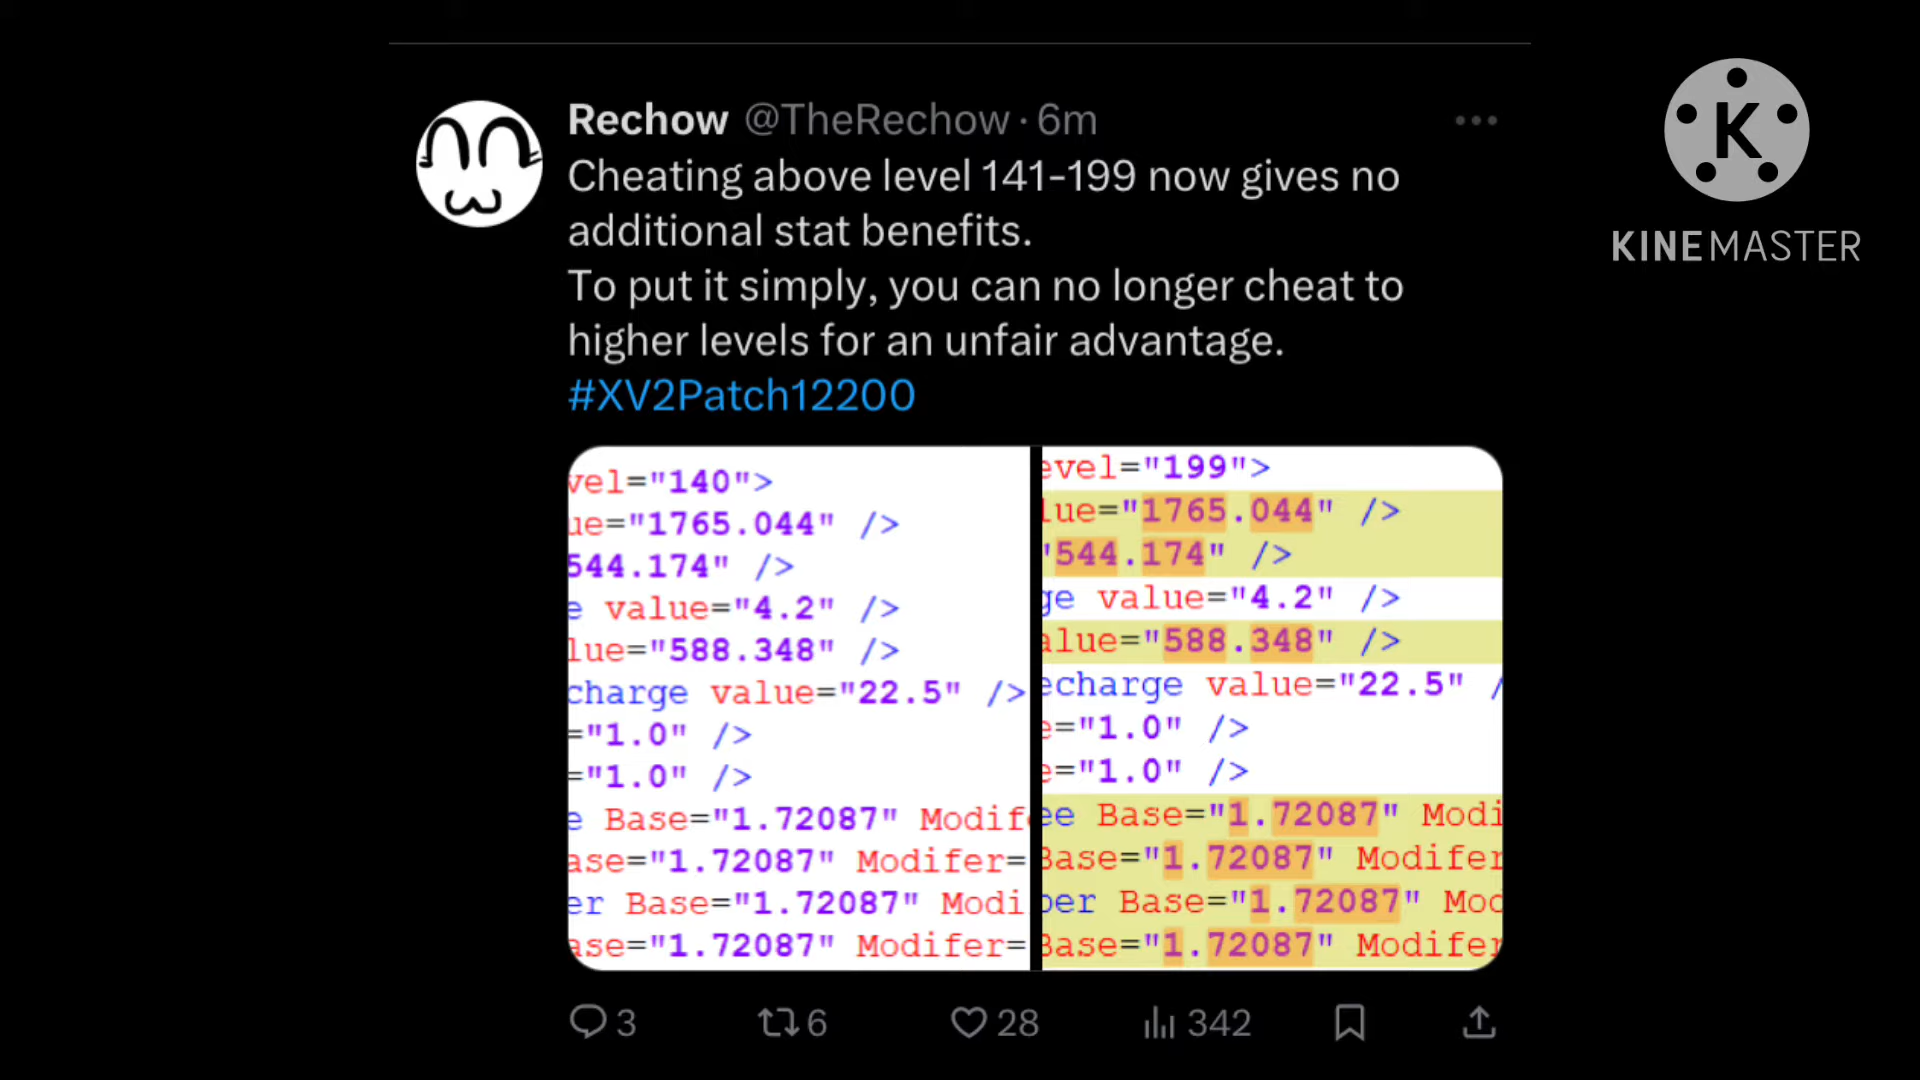 Rechow @TheRechow · 6m
Cheating above level 141-199 now gives no
additional stat benefits.
To put it simply, you can no longer cheat to
higher levels for an unfair advantage.
#XV2Patch12200
K
KINEMASTER
vel="140">
ue="1765.044" />
544.174" />
e value="4.2" />
lue="588.348" />
charge value="22.5" />
="1.0" />
="1.0" />
e Base="1.72087" Modif
ase="1.72087" Modifer=
er Base="1.72087" Modi
ase="1.72087" Modifer=
evel="199">
lue="1765.044" />
"544.174" />
ge value="4.2" />
alue="588.348" />
echarge value="22.5" /
e="1.0" />
e="1.0" />
ee Base="1.72087" Modi
Base="1.72087" Modifer
per Base="1.72087" Mod
Base="1.72087" Modifer
3 6 28 342